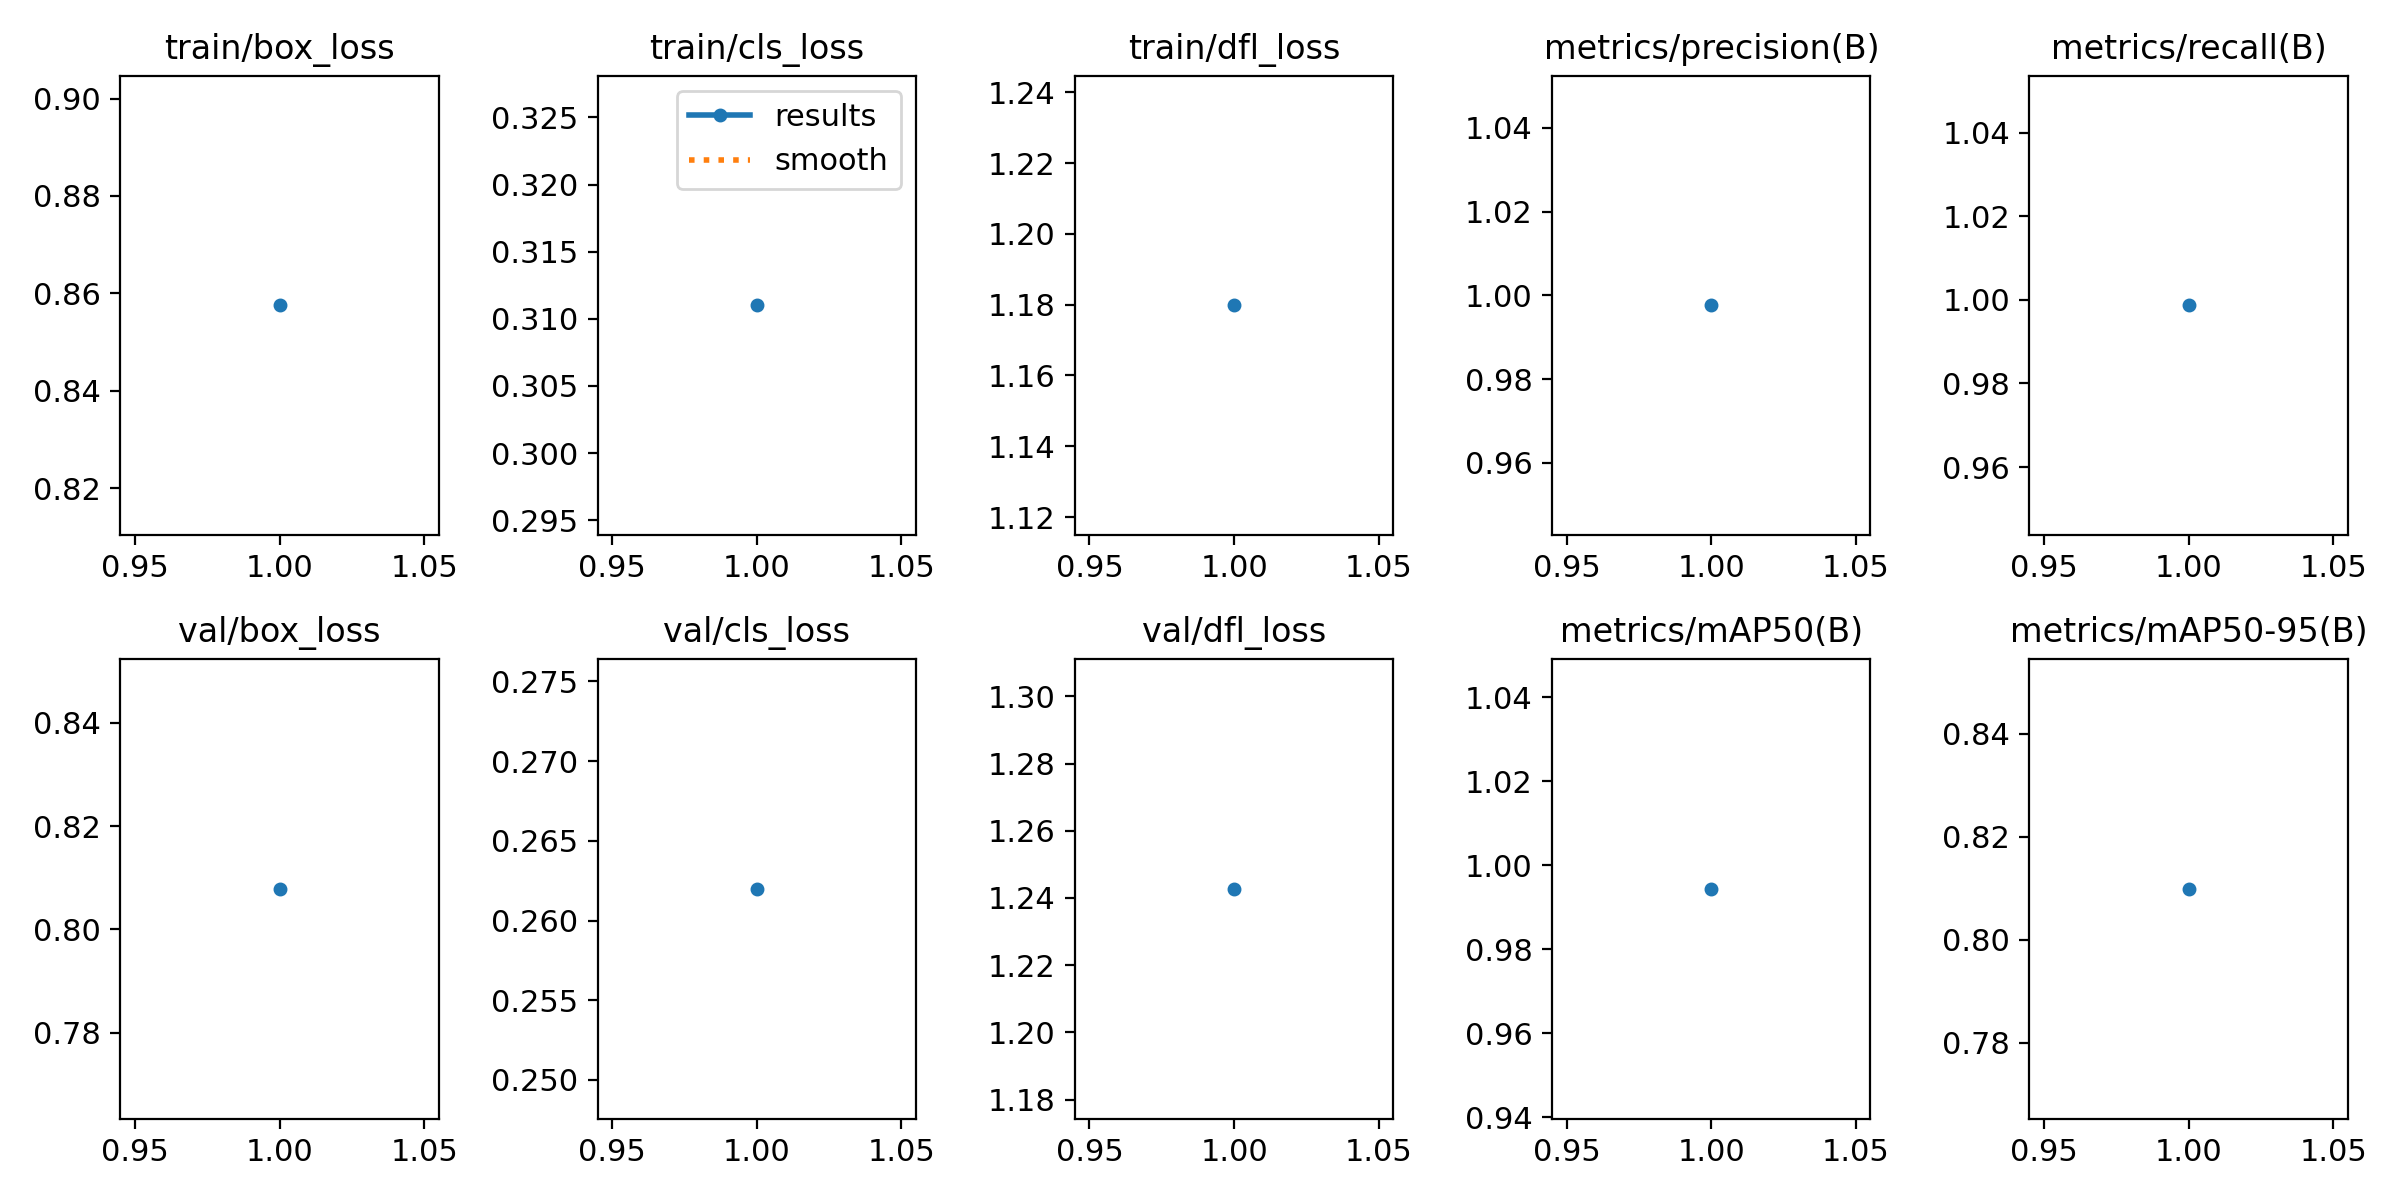 train/box_loss
0.90
0.88
0.86
0.84
0.82
0.95 1.00 1.05
train/cls_loss
results
smooth
0.325
0.320
0.315
0.310
0.305
0.300
0.295
0.95 1.00 1.05
train/dfl_loss
1.24
1.22
1.20
1.18
1.16
1.14
1.12
0.95 1.00 1.05
metrics/precision(B)
1.04
1.02
1.00
0.98
0.96
0.95 1.00 1.05
metrics/recall(B)
1.04
1.02
1.00
0.98
0.96
0.95 1.00 1.05
val/box_loss
0.84
0.82
0.80
0.78
0.95 1.00 1.05
val/cls_loss
0.275
0.270
0.265
0.260
0.255
0.250
0.95 1.00 1.05
val/dfl_loss
1.30
1.28
1.26
1.24
1.22
1.20
1.18
0.95 1.00 1.05
metrics/mAP50(B)
1.04
1.02
1.00
0.98
0.96
0.94
0.95 1.00 1.05
metrics/mAP50-95(B)
0.84
0.82
0.80
0.78
0.95 1.00 1.05